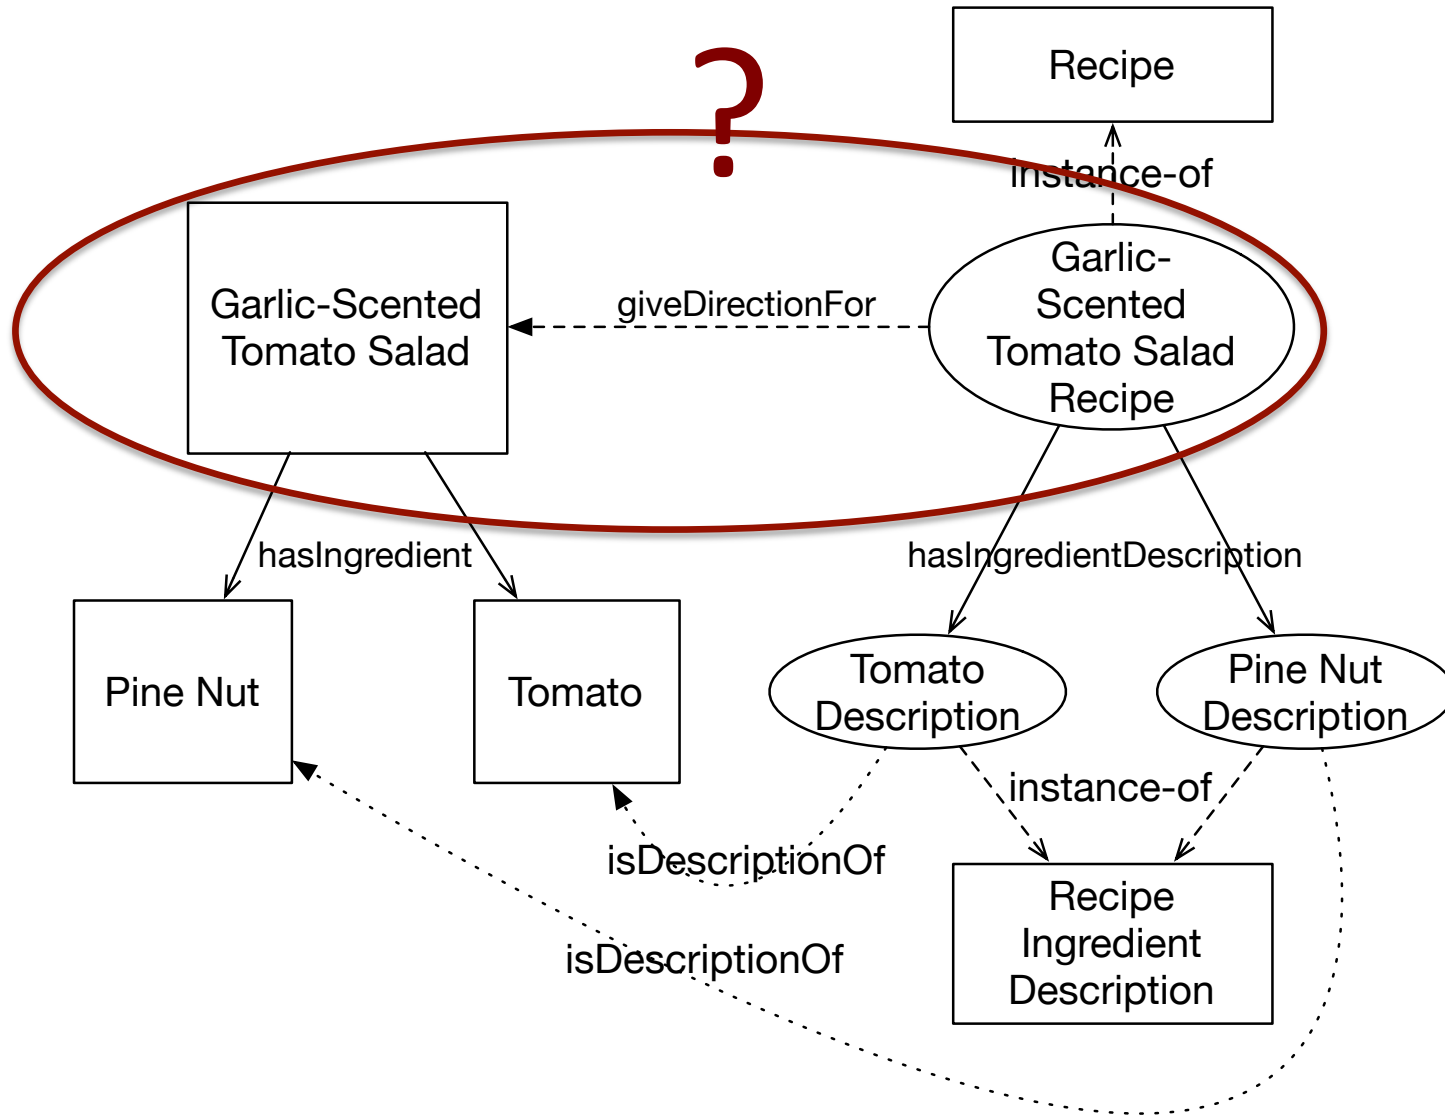 ?
Recipe
instance-of
Garlic-Scented
Tomato Salad
giveDirectionFor
Garlic-
Scented
Tomato Salad
Recipe
hasIngredient
hasIngredientDescription
Pine Nut
Tomato
Tomato
Description
Pine Nut
Description
instance-of
isDescriptionOf
isDescriptionOf
Recipe
Ingredient
Description